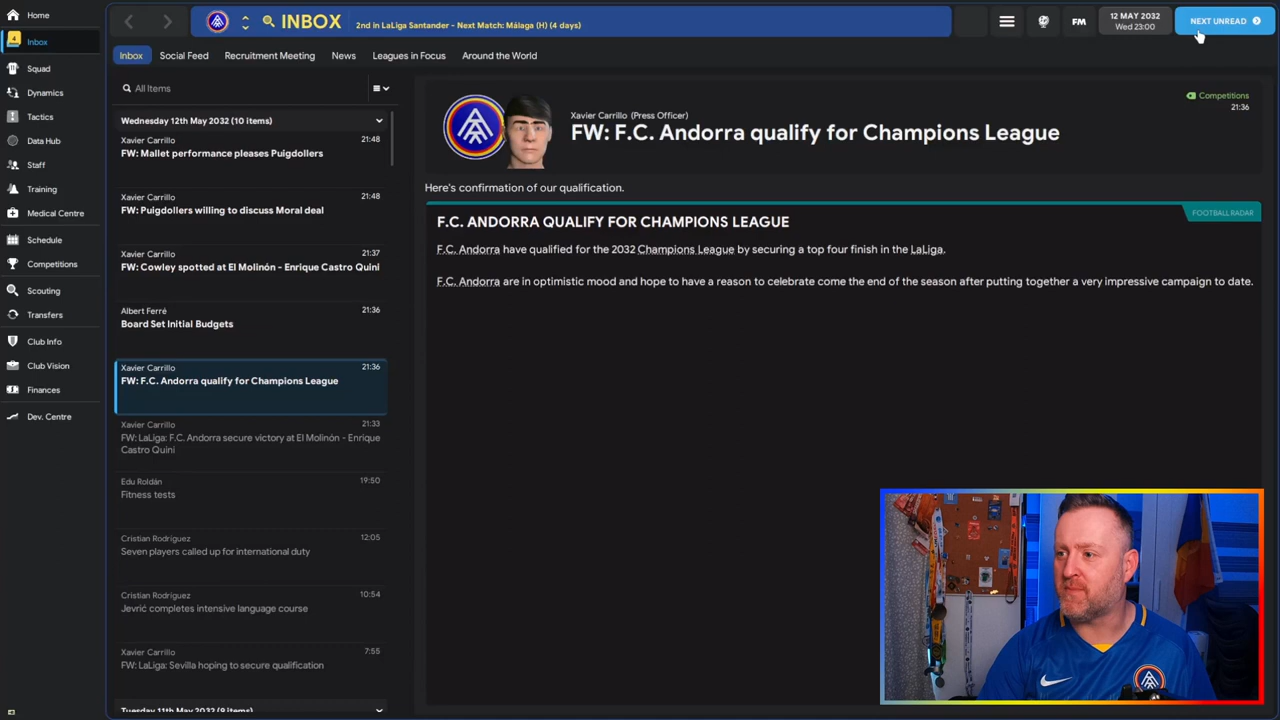 Home
INBOX
2nd in LaLiga Santander - Next Match: Málaga (H) (4 days)
FM
12 MAY 2032
Wed 23:00
NEXT UNREAD
4
Inbox
Squad
Dynamics
Tactics
Data Hub
Staff
Training
Medical Centre
Schedule
Competitions
Scouting
Transfers
Club Info
Club Vision
Finances
Dev. Centre
Inbox
Social Feed
Recruitment Meeting
News
Leagues in Focus
Around the World
All Items
Wednesday 12th May 2032 (10 items)
Xavier Carrillo 21:48
FW: Mallet performance pleases Puigdollers
Xavier Carrillo 21:48
FW: Puigdollers willing to discuss Moral deal
Xavier Carrillo 21:37
FW: Cowley spotted at El Molinón - Enrique Castro Quini
Albert Ferré 21:36
Board Set Initial Budgets
Xavier Carrillo 21:36
FW: F.C. Andorra qualify for Champions League
Xavier Carrillo 21:33
FW: LaLiga: F.C. Andorra secure victory at El Molinón - Enrique
Castro Quini
Edu Roldán 19:50
Fitness tests
Cristian Rodríguez 12:05
Seven players called up for international duty
Cristian Rodríguez 10:54
Jevrić completes intensive language course
Xavier Carrillo 7:55
FW: LaLiga: Sevilla hoping to secure qualification
Tuesday 11th May 2032 (9 items)
Competitions
21:36
Xavier Carrillo (Press Officer)
FW: F.C. Andorra qualify for Champions League
Here's confirmation of our qualification.
FOOTBALL RADAR
F.C. ANDORRA QUALIFY FOR CHAMPIONS LEAGUE
F.C. Andorra have qualified for the 2032 Champions League by securing a top four finish in the LaLiga.
F.C. Andorra are in optimistic mood and hope to have a reason to celebrate come the end of the season after putting together a very impressive campaign to date.